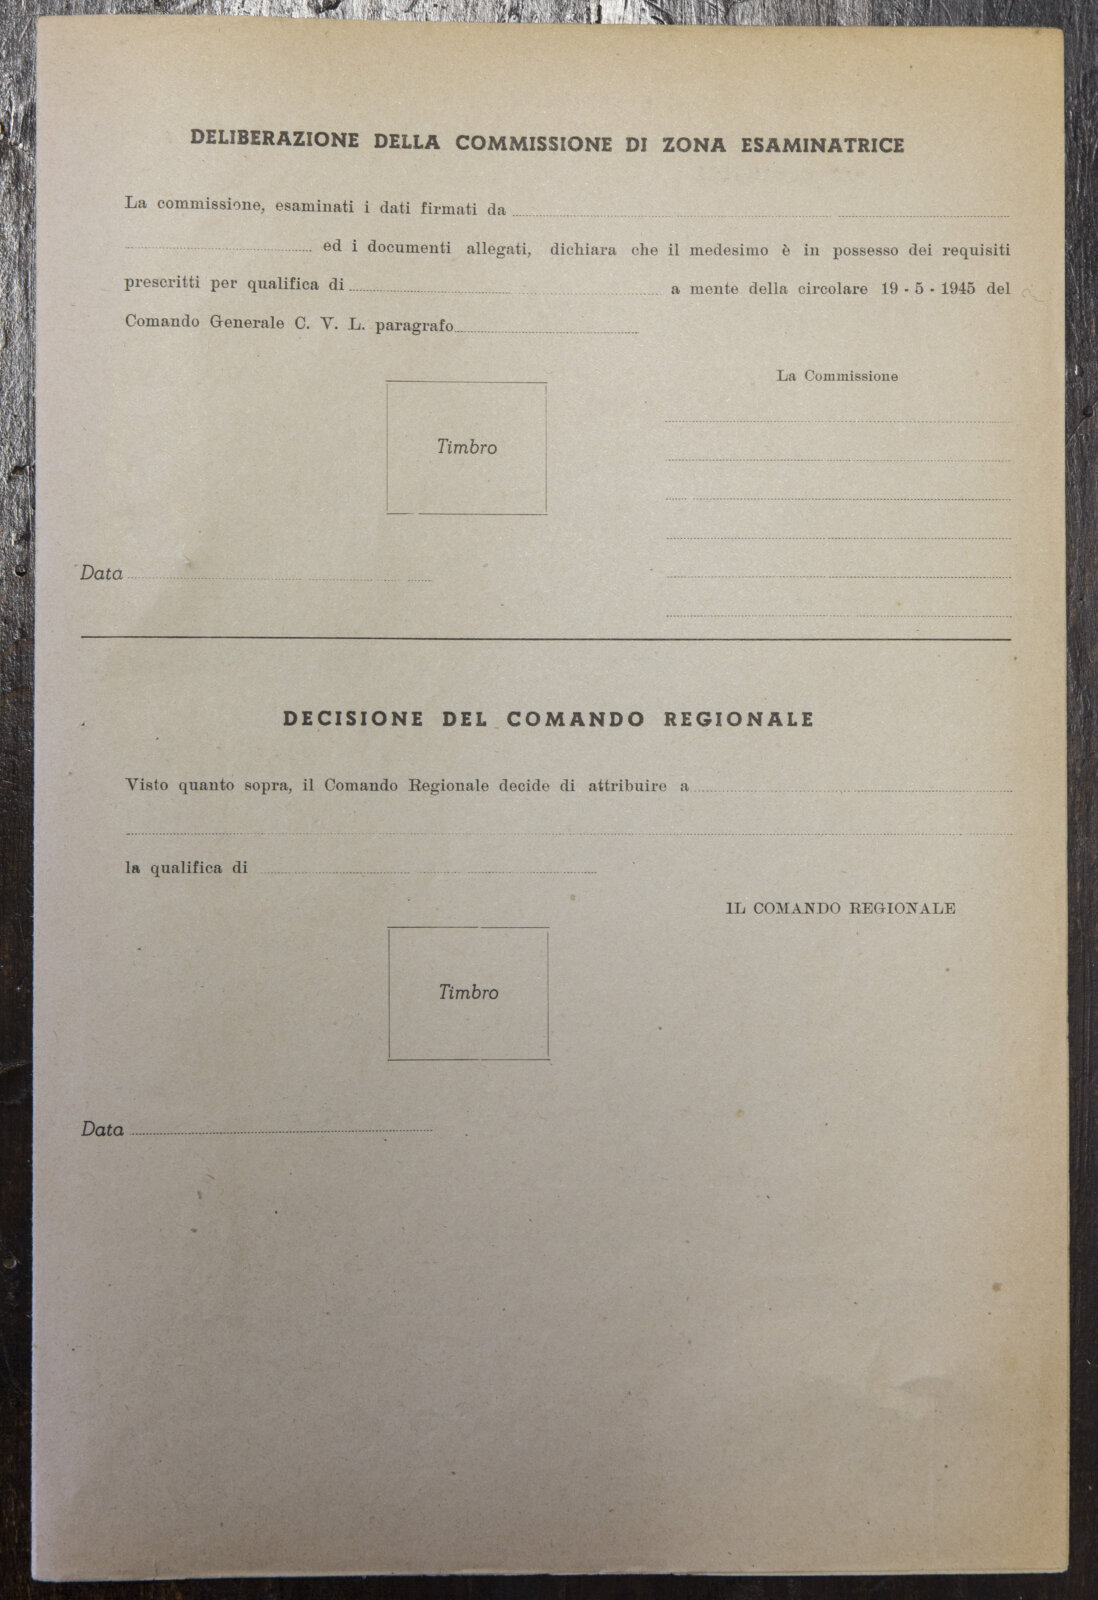 DELIBERAZIONE DELLA COMMISSIONE DI ZONA ESAMINATRICE
La commissione, esaminati i dati firmati da
ed i documenti allegati, dichiara che il medesimo è in possesso dei requisiti
prescritti per qualifica di a mente della circolare 19 - 5 - 1945 del
Comando Generale C. V. L. paragrafo
La Commissione
Timbro
Data
DECISIONE DEL COMANDO REGIONALE
Visto quanto sopra, il Comando Regionale decide di attribuire a
la qualifica di
IL COMANDO REGIONALE
Timbro
Data